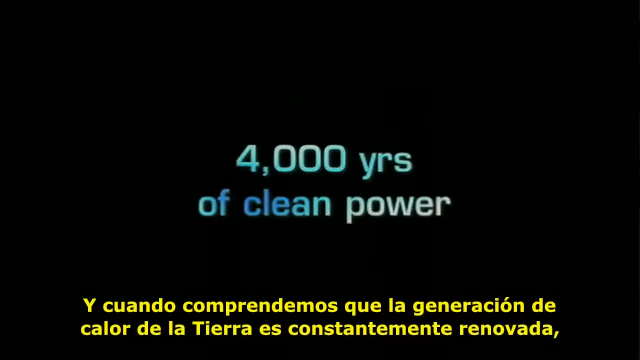 4,000 yrs
of clean power
Y cuando comprendemos que la generación de
calor de la Tierra es constantemente renovada,